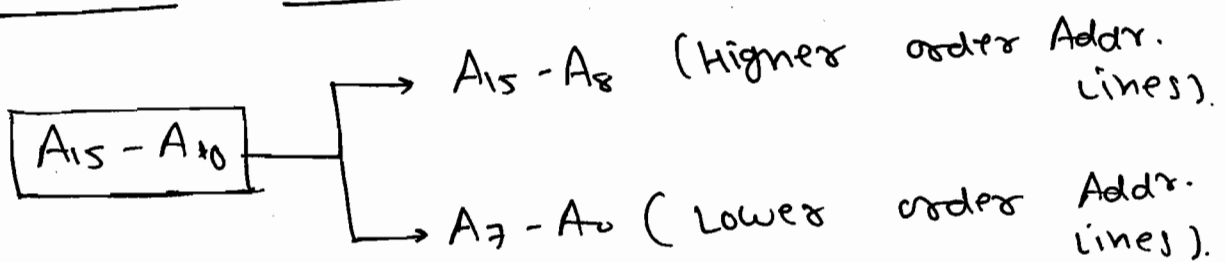 A15 - A8 (Higher order Addr. Lines).
A15 - A0
A7 - A0 (Lower order Addr. Lines).